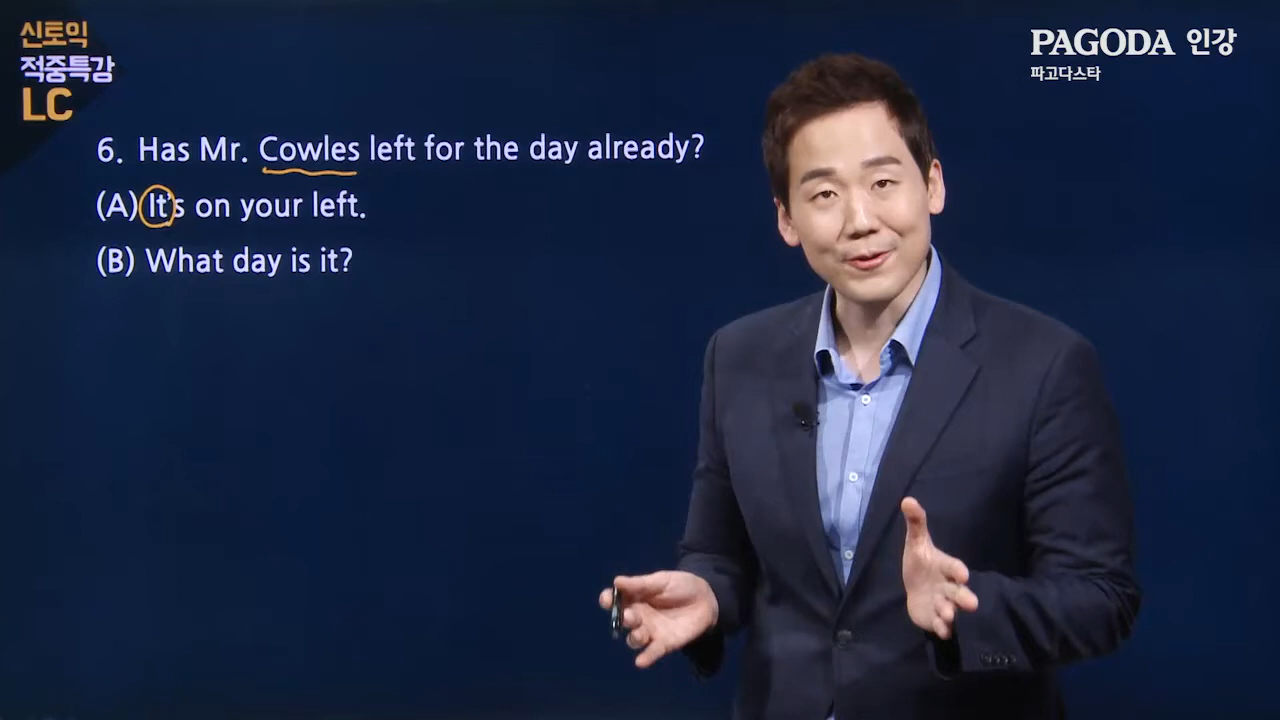 신토익
적중특강
LC
PAGODA 인강
파고다스타
6. Has Mr. Cowles left for the day already?
(A) It's on your left.
(B) What day is it?